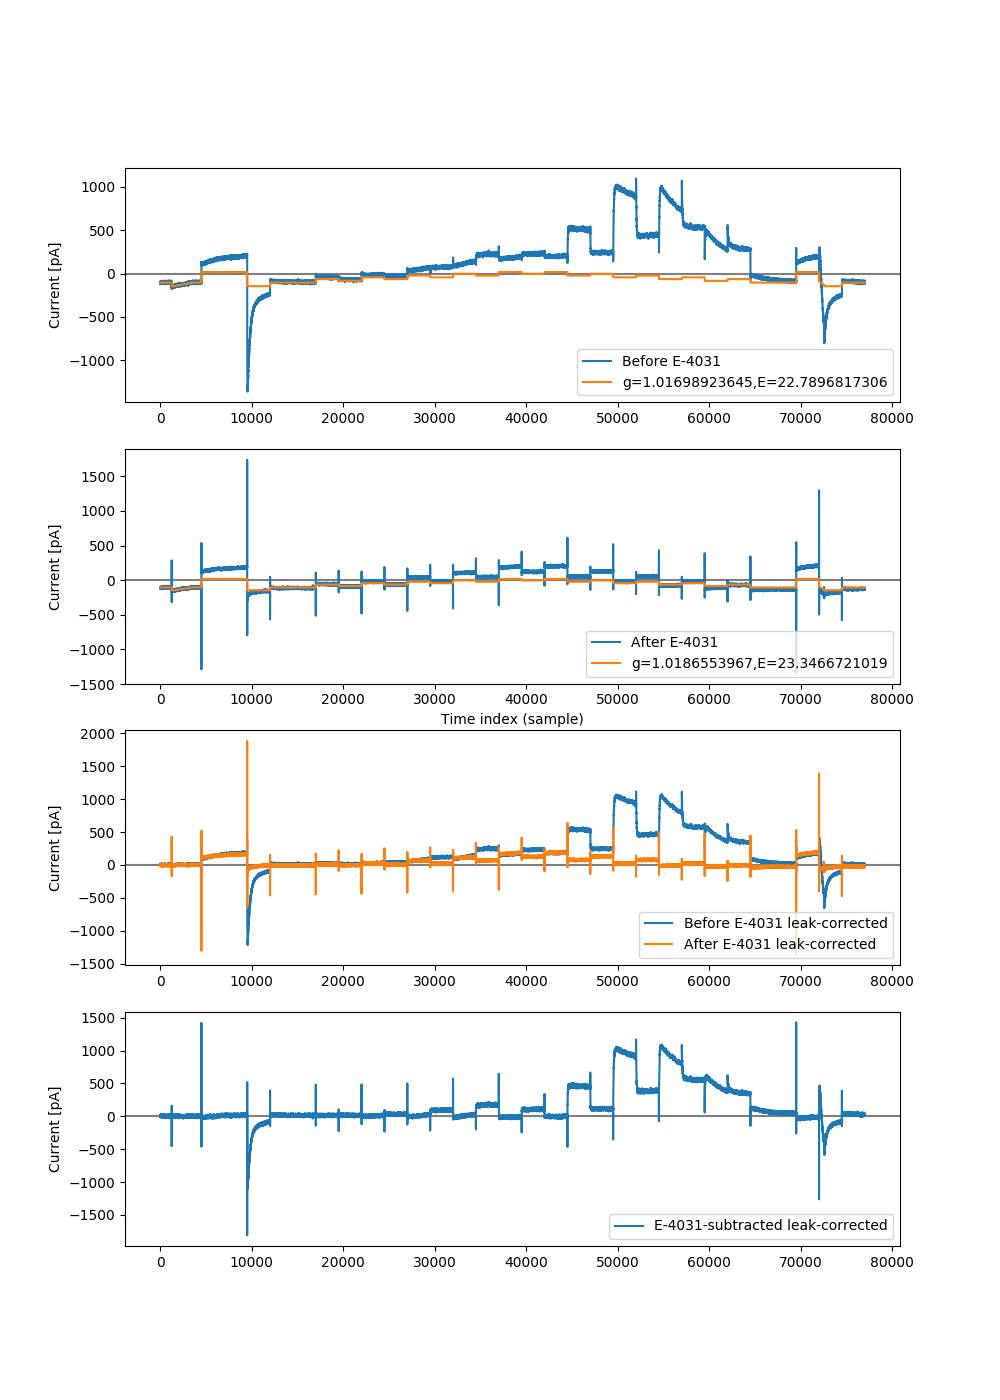 1000
500
0
−500
−1000
Current [pA]
Before E-4031
g=1.01698923645,E=22.7896817306
0 10000 20000 30000 40000 50000 60000 70000 80000
1500
1000
500
0
−500
−1000
−1500
Current [pA]
After E-4031
g=1.0186553967,E=23.3466721019
0 10000 20000 30000 40000 50000 60000 70000 80000
Time index (sample)
2000
1500
1000
500
0
−500
−1000
−1500
Current [pA]
Before E-4031 leak-corrected
After E-4031 leak-corrected
0 10000 20000 30000 40000 50000 60000 70000 80000
1500
1000
500
0
−500
−1000
−1500
Current [pA]
E-4031-subtracted leak-corrected
0 10000 20000 30000 40000 50000 60000 70000 80000